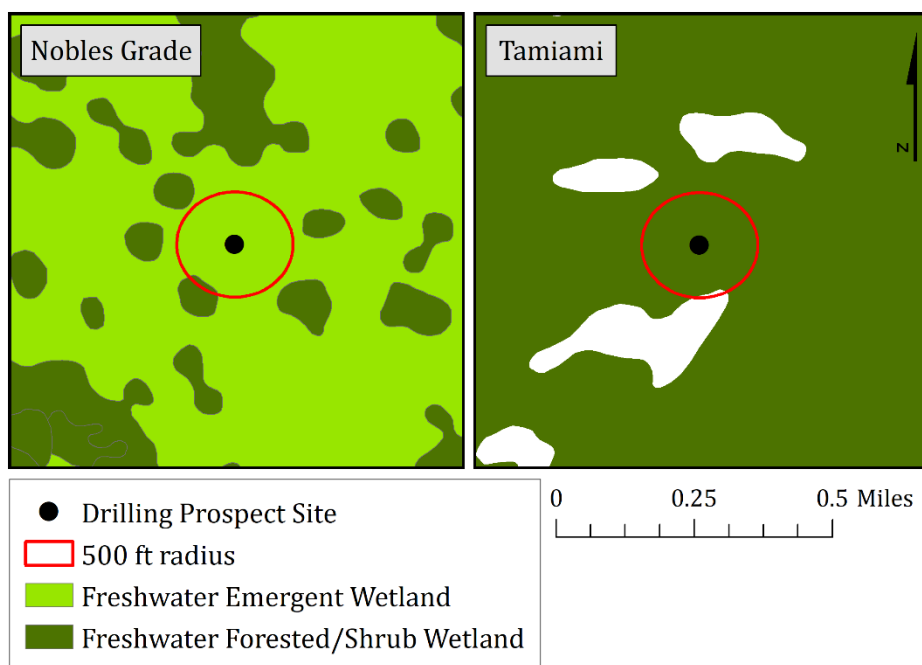 Nobles Grade
Tamiami
N
Drilling Prospect Site
500 ft radius
Freshwater Emergent Wetland
Freshwater Forested/Shrub Wetland
0 0.25 0.5 Miles